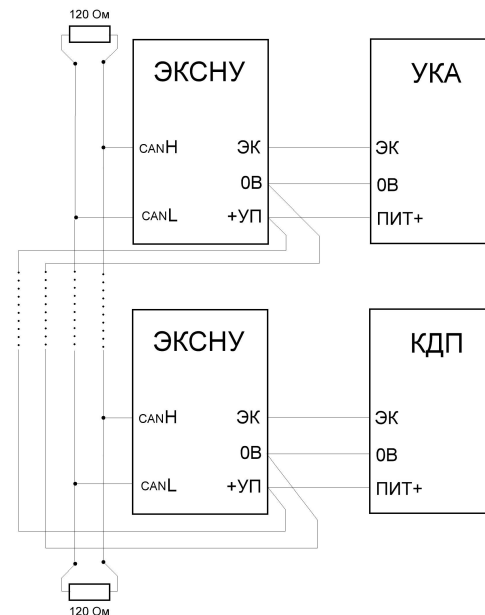 120 Ом
ЭКСНУ УКА
CANH ЭК ЭК
0В 0В
CANL +УП ПИТ+
ЭКСНУ КДП
CANH ЭК ЭК
0В 0В
CANL +УП ПИТ+
120 Ом